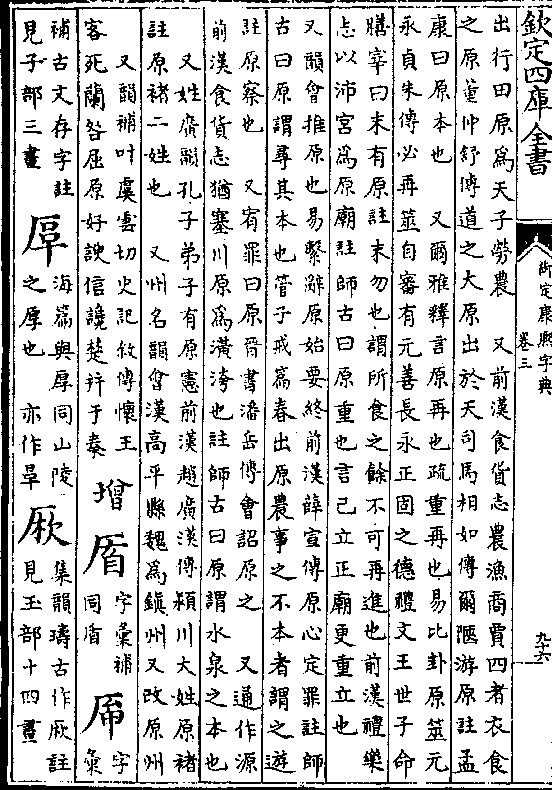 欽定四庫全書
御定康熙字典
卷三
九十六
出行田原爲天子勞農　又前漢食貨志農漁商賈四者衣食
之原董仲舒傳道之大原出於天司馬相如傳爾陿游原註孟
康曰原本也　又爾雅釋言原再也疏重再也易比卦原筮元
永貞朱傳必再筮自審有元善長永正固之德禮文王世子命
膳宰曰末有原註末勿也謂所食之餘不可再進也前漢禮樂
志以沛宮爲原廟註師古曰原重也言已立正廟更重立也
又韻會推原也易繫辭原始要終前漢薛宣傳原心定罪註師
古曰原謂尋其本也管子戒篇春出原農事之不本者謂之遊
註原察也　又宥罪曰原晉書潘岳傳會詔原之　又通作源
前漢食貨志猶塞川原爲潢洿也註師古曰原謂水泉之本也
又姓廣韻孔子弟子有原憲前漢趙廣漢傳潁川大姓原褚
註原褚二姓也　又州名韻會漢高平縣魏爲鎮州又改原州
又韻補叶虞雲切史記敘傳懷王
客死蘭咎屈原好諛信讒楚幷于秦
增
字彙補
同盾
字
彙
補古文存字註
見子部三畫
海篇與厚同山陵
之厚也　亦作
集韻璹古作　註
見玉部十四畫